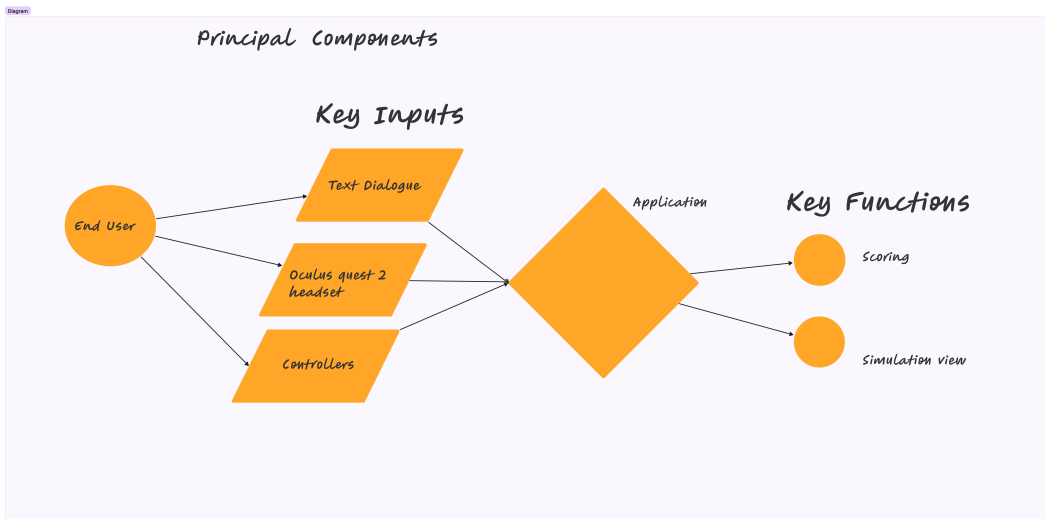 Diagram
Principal Components
Key Inputs
Text Dialogue
End User
Oculus quest 2
headset
Controllers
Application
Key Functions
Scoring
Simulation view